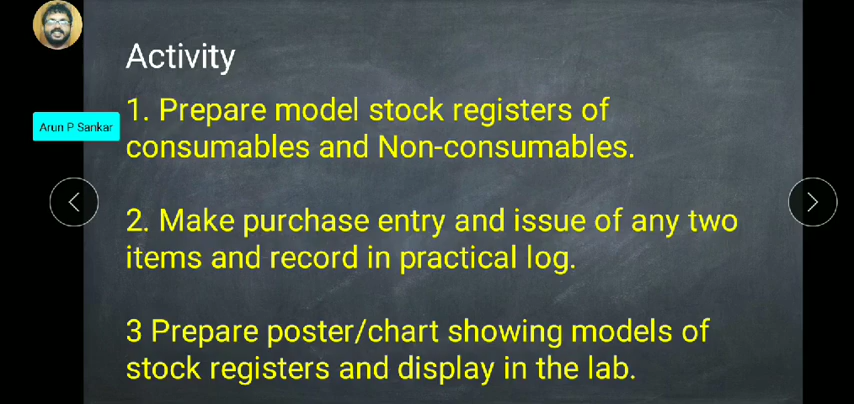 Activity
Arun P Sankar
1. Prepare model stock registers of
consumables and Non-consumables.
2. Make purchase entry and issue of any two
items and record in practical log.
3 Prepare poster/chart showing models of
stock registers and display in the lab.